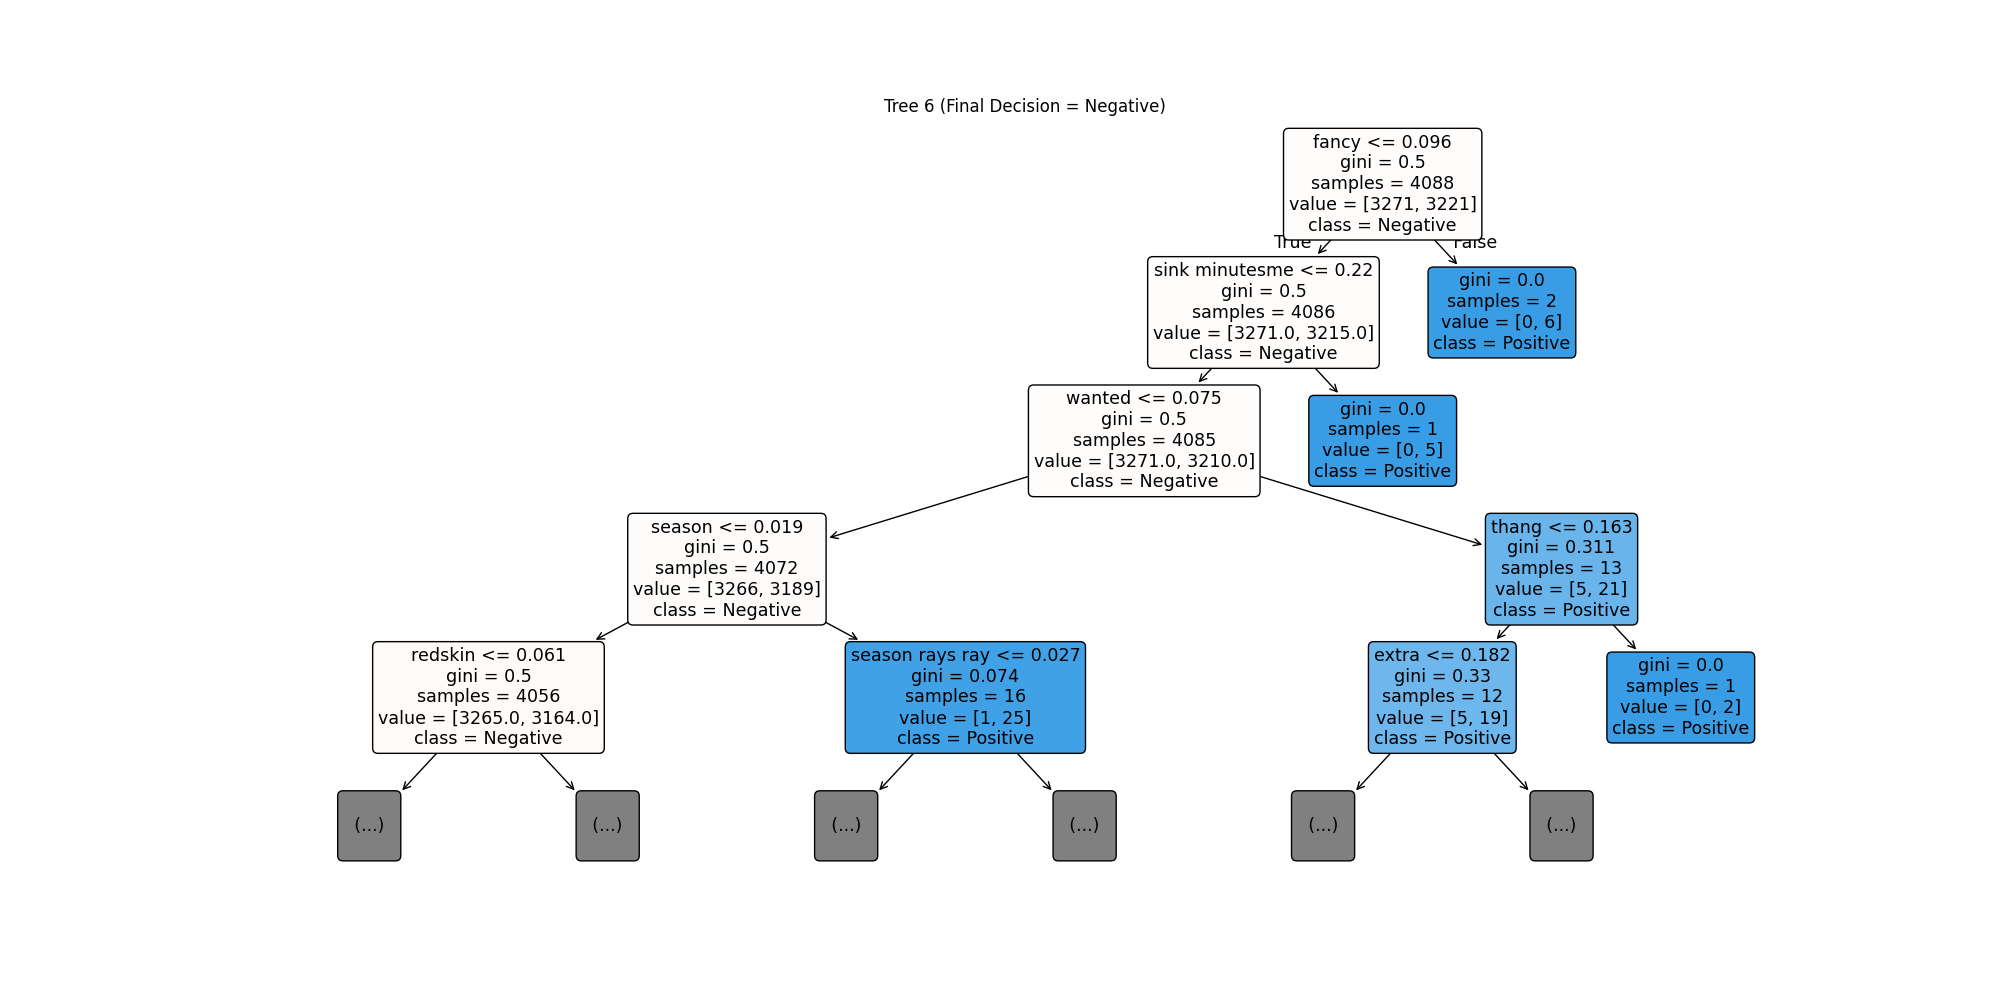 Tree 6 (Final Decision = Negative)
fancy <= 0.096
gini = 0.5
samples = 4088
value = [3271, 3221]
class = Negative
True
False
sink minutesme <= 0.22
gini = 0.5
samples = 4086
value = [3271.0, 3215.0]
class = Negative
gini = 0.0
samples = 2
value = [0, 6]
class = Positive
wanted <= 0.075
gini = 0.5
samples = 4085
value = [3271.0, 3210.0]
class = Negative
gini = 0.0
samples = 1
value = [0, 5]
class = Positive
season <= 0.019
gini = 0.5
samples = 4072
value = [3266, 3189]
class = Negative
thang <= 0.163
gini = 0.311
samples = 13
value = [5, 21]
class = Positive
redskin <= 0.061
gini = 0.5
samples = 4056
value = [3265.0, 3164.0]
class = Negative
season rays ray <= 0.027
gini = 0.074
samples = 16
value = [1, 25]
class = Positive
extra <= 0.182
gini = 0.33
samples = 12
value = [5, 19]
class = Positive
gini = 0.0
samples = 1
value = [0, 2]
class = Positive
(...)
(...)
(...)
(...)
(...)
(...)